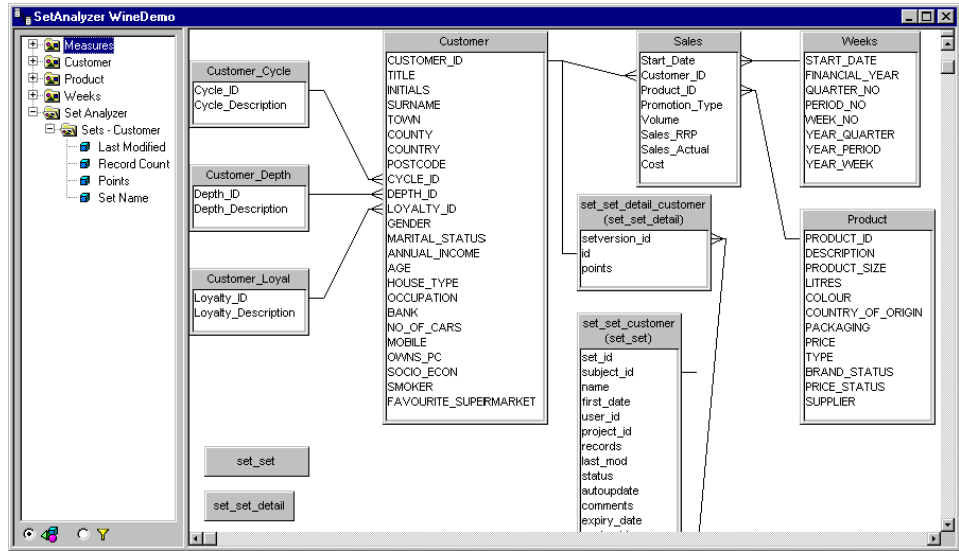 SetAnalyzer WineDemo
Measures
Customer
Product
Weeks
Set Analyzer
Sets - Customer
Last Modified
Record Count
Points
Set Name
Customer_Cycle
Cycle_ID
Cycle_Description
Customer_Depth
Depth_ID
Depth_Description
Customer_Loyal
Loyalty_ID
Loyalty_Description
set_set
set_set_detail
Customer
CUSTOMER_ID
TITLE
INITIALS
SURNAME
TOWN
COUNTY
COUNTRY
POSTCODE
CYCLE_ID
DEPTH_ID
LOYALTY_ID
GENDER
MARITAL_STATUS
ANNUAL_INCOME
AGE
HOUSE_TYPE
OCCUPATION
BANK
NO_OF_CARS
MOBILE
OWNS_PC
SOCIO_ECON
SMOKER
FAVOURITE_SUPERMARKET
Sales
Start_Date
Customer_ID
Product_ID
Promotion_Type
Volume
Sales_RRP
Sales_Actual
Cost
set_set_detail_customer
(set_set_detail)
setversion_id
id
points
set_set_customer
(set_set)
set_id
subject_id
name
first_date
user_id
project_id
records
last_mod
status
autoupdate
comments
expiry_date
Weeks
START_DATE
FINANCIAL_YEAR
QUARTER_NO
PERIOD_NO
WEEK_NO
YEAR_QUARTER
YEAR_PERIOD
YEAR_WEEK
Product
PRODUCT_ID
DESCRIPTION
PRODUCT_SIZE
LITRES
COLOUR
COUNTRY_OF_ORIGIN
PACKAGING
PRICE
TYPE
BRAND_STATUS
PRICE_STATUS
SUPPLIER